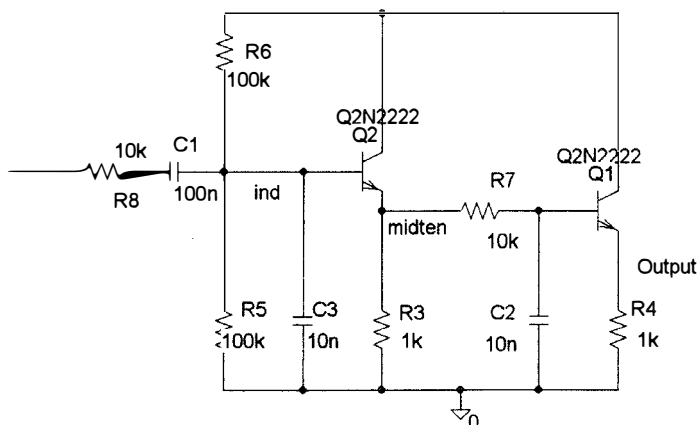 R6
100k
Q2N2222
Q2
C1
10k
R8
100n
ind
Q2N2222
Q1
R7
midten
10k
Output
R5
100k
C3
10n
R3
1k
C2
10n
R4
1k
0